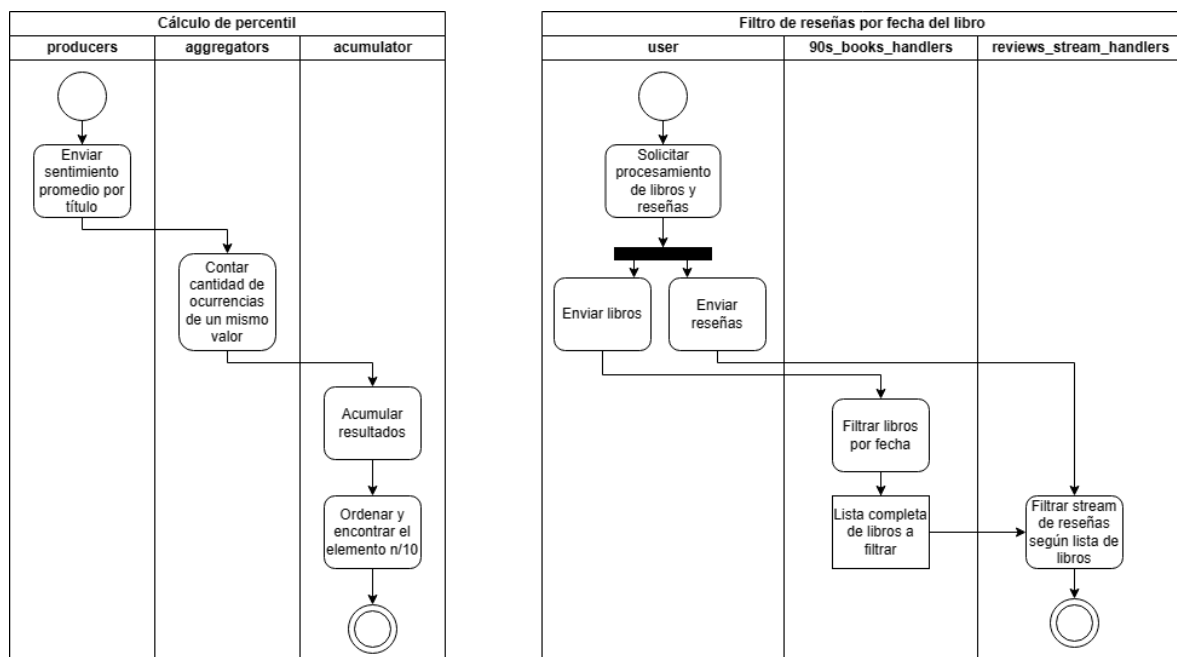 Cálculo de percentil
producers
aggregators
acumulator
Enviar
sentimiento
promedio por
título
Contar
cantidad de
ocurrencias
de un mismo
valor
Acumular
resultados
Ordenar y
encontrar el
elemento n/10
Filtro de reseñas por fecha del libro
user
90s_books_handlers
reviews_stream_handlers
Solicitar
procesamiento
de libros y
reseñas
Enviar libros
Enviar
reseñas
Filtrar libros
por fecha
Lista completa
de libros a
filtrar
Filtrar stream
de reseñas
según lista de
libros